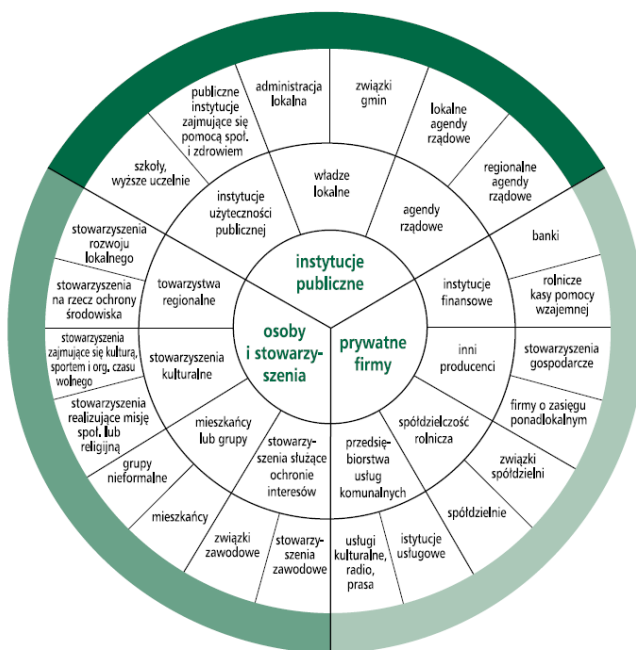 instytucje
publiczne
osoby
i stowarzy-
szenia
prywatne
firmy
instytucje
użyteczności
publicznej
władze
lokalne
agendy
rządowe
instytucje
finansowe
inni
producenci
spółdzielczość
rolnicza
przedsię-
biorstwa
usług
komunalnych
stowarzy-
szenia służące
ochronie
interesów
mieszkańcy
lub grupy
stowarzyszenia
kulturalne
towarzystwa
regionalne
szkoły,
wyższe uczelnie
publiczne
instytucje
zajmujące się
pomocą społ.
i zdrowiem
administracja
lokalna
związki
gmin
lokalne
agendy
rządowe
regionalne
agendy
rządowe
banki
rolnicze
kasy pomocy
wzajemnej
stowarzyszenia
gospodarcze
firmy o zasięgu
ponadlokalnym
związki
spółdzielni
spółdzielnie
istytucje
usługowe
usługi
kulturalne,
radio,
prasa
stowarzy-
szenia
zawodowe
związki
zawodowe
mieszkańcy
grupy
nieformalne
stowarzyszenia
realizujące misję
społ. lub
religijną
stowarzyszenia
zajmujące się kulturą,
sportem i org. czasu
wolnego
stowarzyszenia
na rzecz ochrony
środowiska
stowarzyszenia
rozwoju
lokalnego